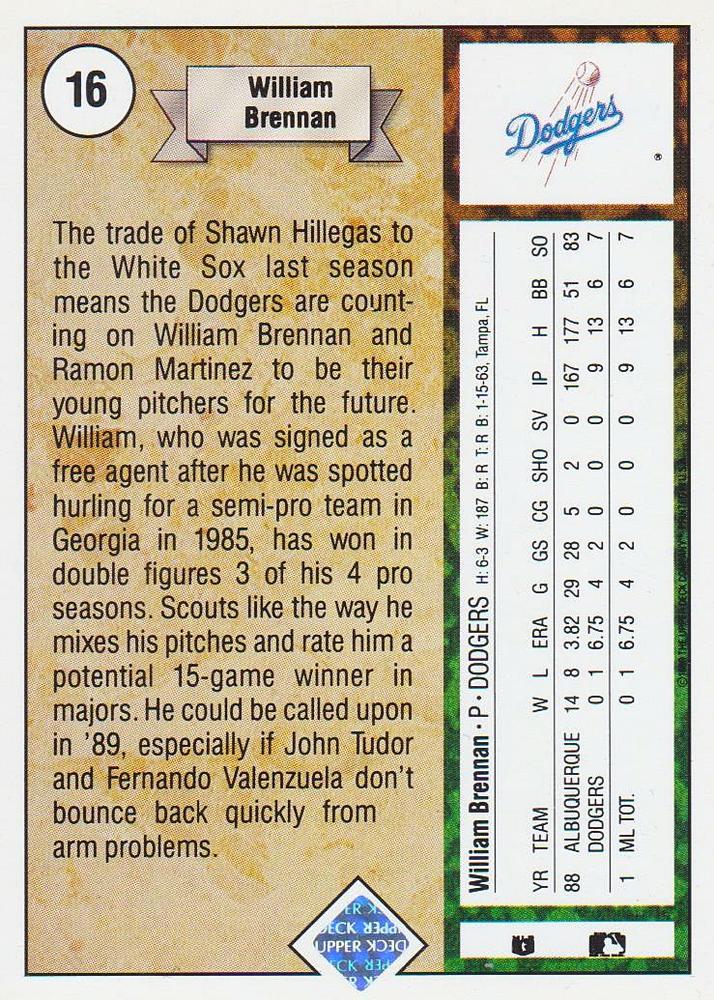 16
William
Brennan
The trade of Shawn Hillegas to
the White Sox last season
means the Dodgers are count-
ing on William Brennan and
Ramon Martinez to be their
young pitchers for the future.
William, who was signed as a
free agent after he was spotted
hurling for a semi-pro team in
Georgia in 1985, has won in
double figures 3 of his 4 pro
seasons. Scouts like the way he
mixes his pitches and rate him a
potential 15-game winner in
majors. He could be called upon
in '89, especially if John Tudor
and Fernando Valenzuela don't
bounce back quickly from
arm problems.
UPPER DECK
Dodgers
William Brennan • P • DODGERS H: 6-3 W: 187 B: R T: R B: 1-15-63, Tampa, FL
YR TEAM W L ERA G GS CG SHO SV IP H BB SO
88 ALBUQUERQUE 14 8 3.82 29 28 5 2 0 167 177 51 83
DODGERS 0 1 6.75 4 2 0 0 0 9 13 6 7
1 ML TOT. 0 1 6.75 4 2 0 0 0 9 13 6 7